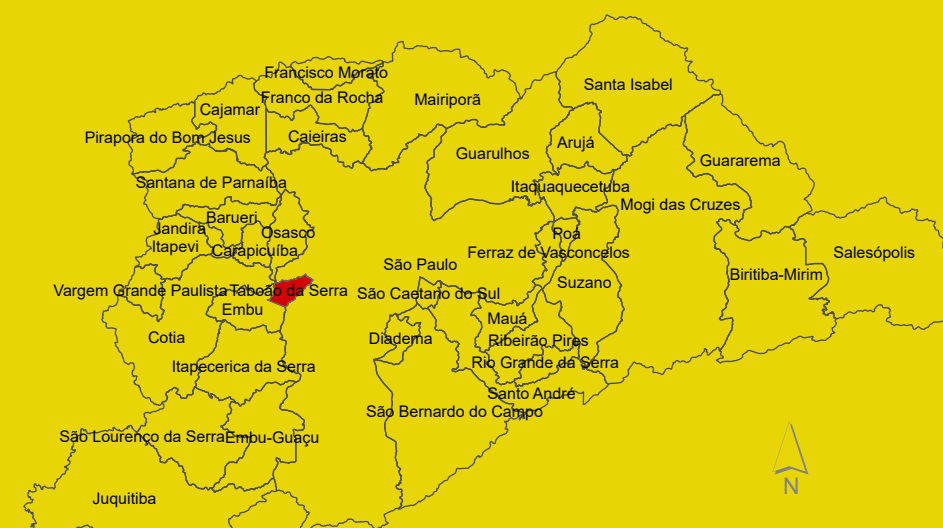 Francisco Morato
Santa Isabel
Franco da Rocha
Mairiporã
Cajamar
Pirapora do Bom Jesus
Caieiras
Arujá
Guarulhos
Guararema
Santana de Parnaíba
Itaquaquecetuba
Mogi das Cruzes
Barueri
Jandira
Osasco
Poá
Itapevi
Carapicuíba
Ferraz de Vasconcelos
Salesópolis
São Paulo
Biritiba-Mirim
Suzano
Vargem Grande Paulista
Taboão da Serra
São Caetano do Sul
Embu
Mauá
Cotia
Diadema
Ribeirão Pires
Itapecerica da Serra
Rio Grande da Serra
Santo André
São Bernardo do Campo
São Lourenço da Serra
Embu-Guaçu
Juquitiba
N